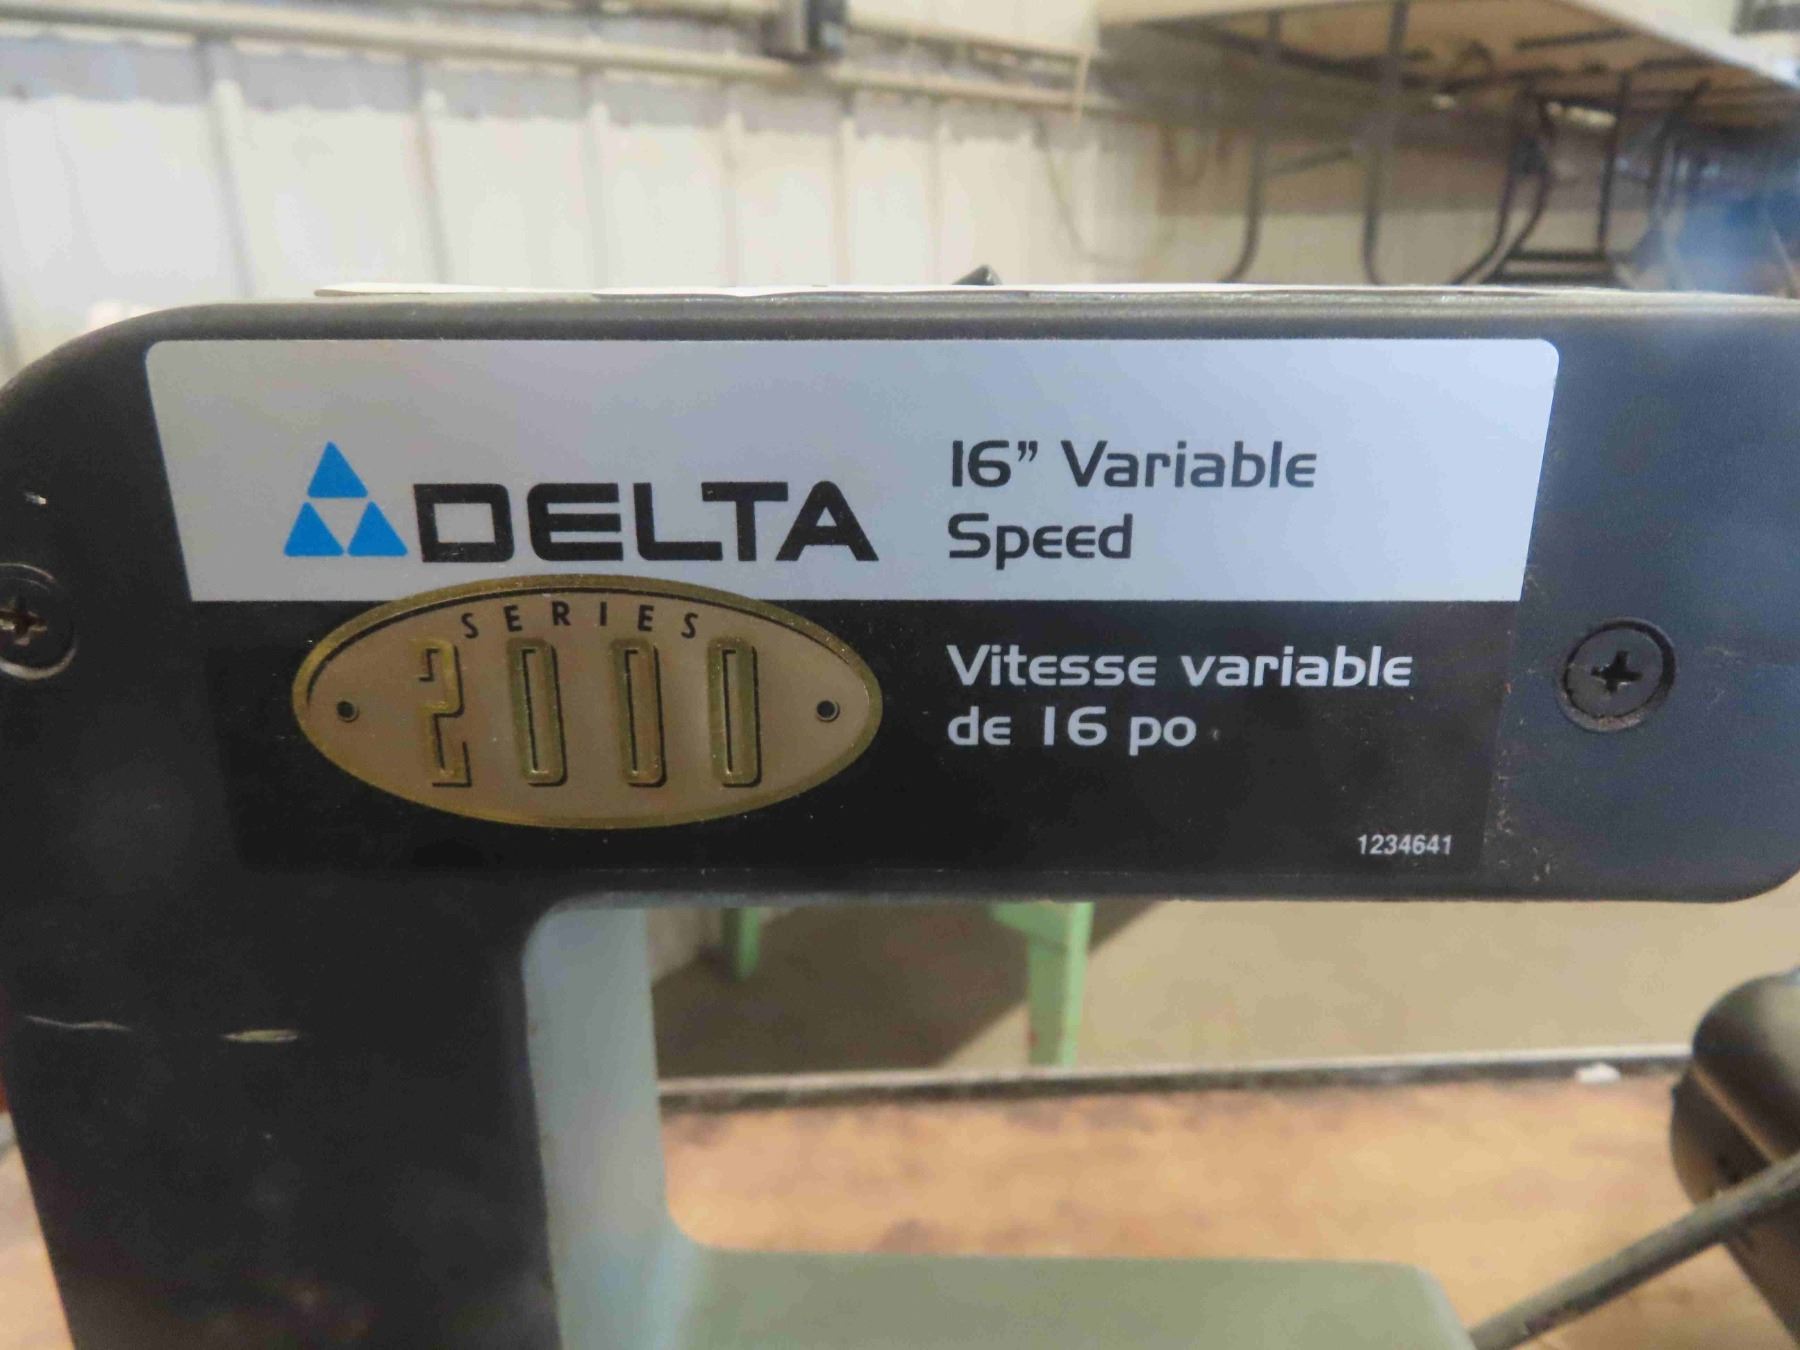 DELTA
16” Variable
Speed
SERIES
2000
Vitesse variable
de 16 po
1234641